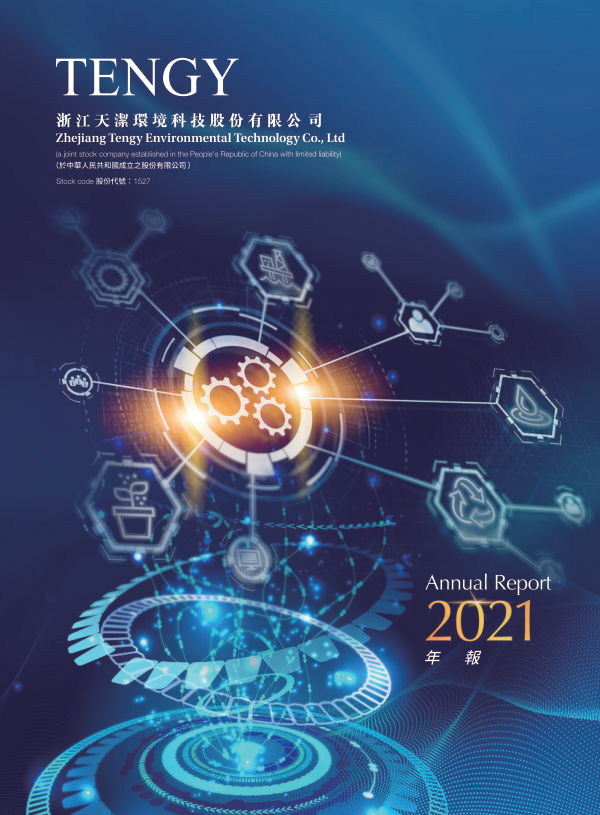 TENGY
浙江天潔環境科技股份有限公司
Zhejiang Tengy Environmental Technology Co., Ltd
(a joint stock company established in the People's Republic of China with limited liability)
（於中華人民共和國成立之股份有限公司）
Stock code 股份代號：1527
Annual Report
2021
年 報